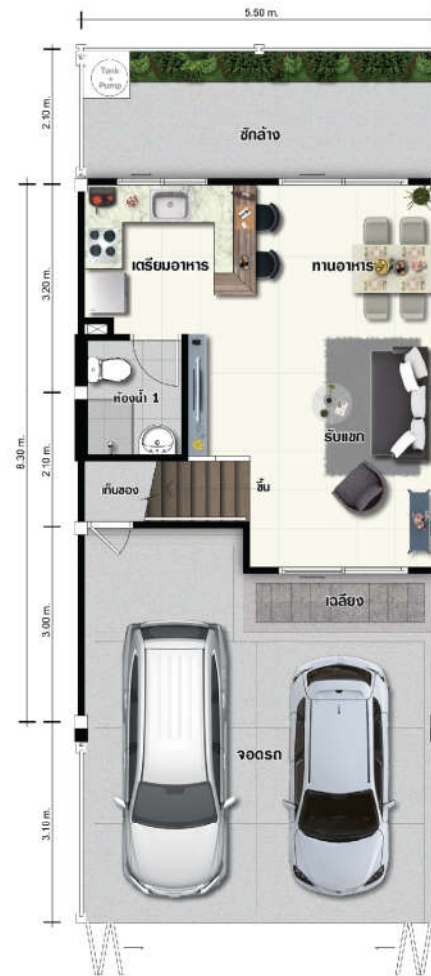 5.50 m.
Tank
+
Pump
2.10 m.
ซักล้าง
เตรียมอาหาร
ทานอาหาร
3.20 m.
ห้องน้ำ 1
รับแขก
8.30 m.
2.10 m.
เก็บของ
ขึ้น
เฉลียง
3.00 m.
จอดรถ
3.10 m.